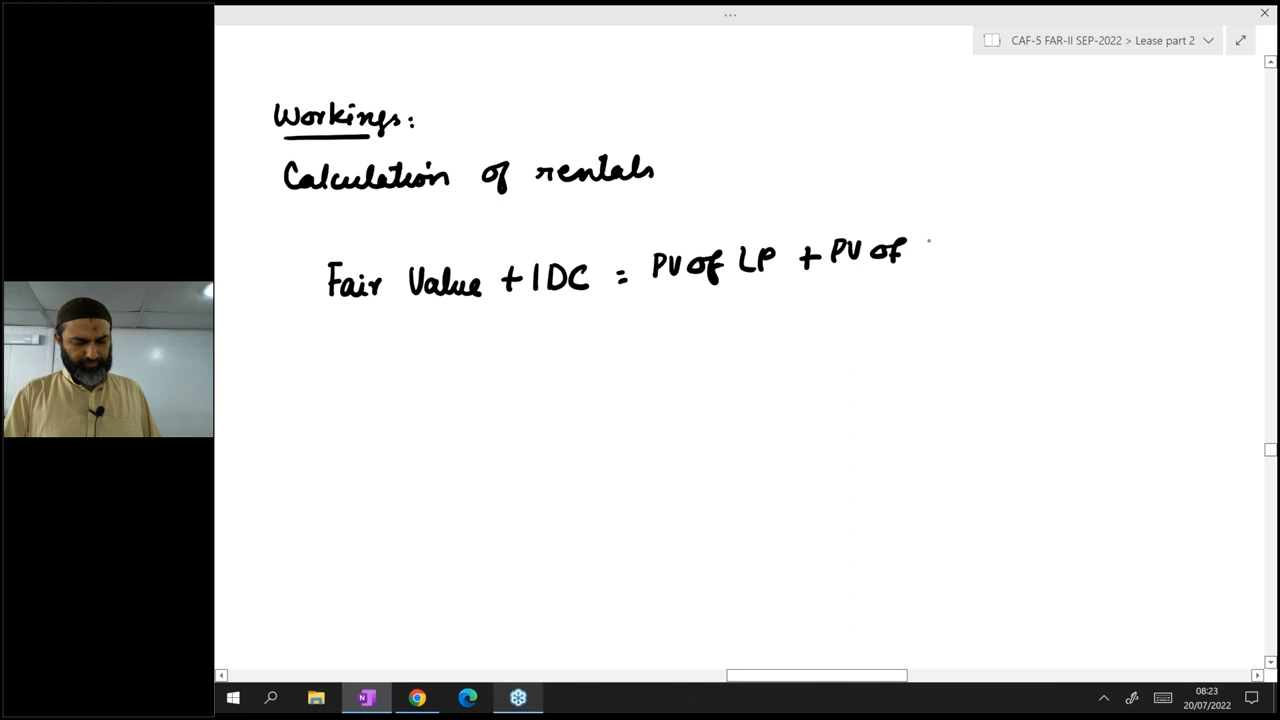 CAF-5 FAR-II SEP-2022 > Lease part 2
Workings:
Calculation of rentals
Fair Value + IDC = PV of LP + PV of
08:23
20/07/2022